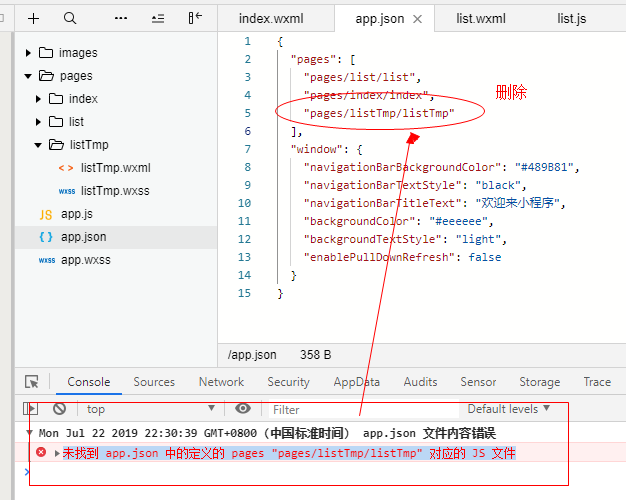 index.wxml app.json list.wxml list.js
images
pages
index
list
listTmp
listTmp.wxml
wxss listTmp.wxss
JS app.js
{ } app.json
wxss app.wxss
1 {
2 "pages": [
3 "pages/list/list",
4 "pages/index/index",
5 "pages/listTmp/listTmp"
6 ],
7 "window": {
8 "navigationBarBackgroundColor": "#489B81",
9 "navigationBarTextStyle": "black",
10 "navigationBarTitleText": "欢迎来小程序",
11 "backgroundColor": "#eeeeee",
12 "backgroundTextStyle": "light",
13 "enablePullDownRefresh": false
14 }
15 }
删除
/app.json 358 B
Console Sources Network Security AppData Audits Sensor Storage Trace
top Filter Default levels
Mon Jul 22 2019 22:30:39 GMT+0800 (中国标准时间) app.json 文件内容错误
未找到 app.json 中的定义的 pages "pages/listTmp/listTmp" 对应的 JS 文件